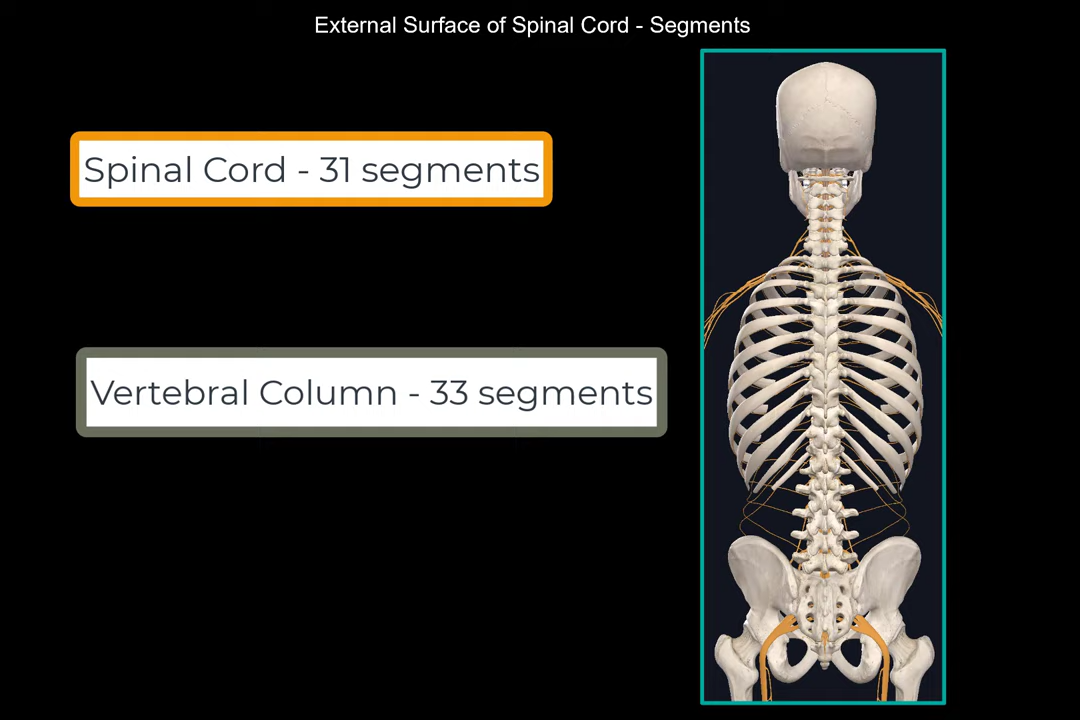 External Surface of Spinal Cord - Segments
Spinal Cord - 31 segments
Vertebral Column - 33 segments